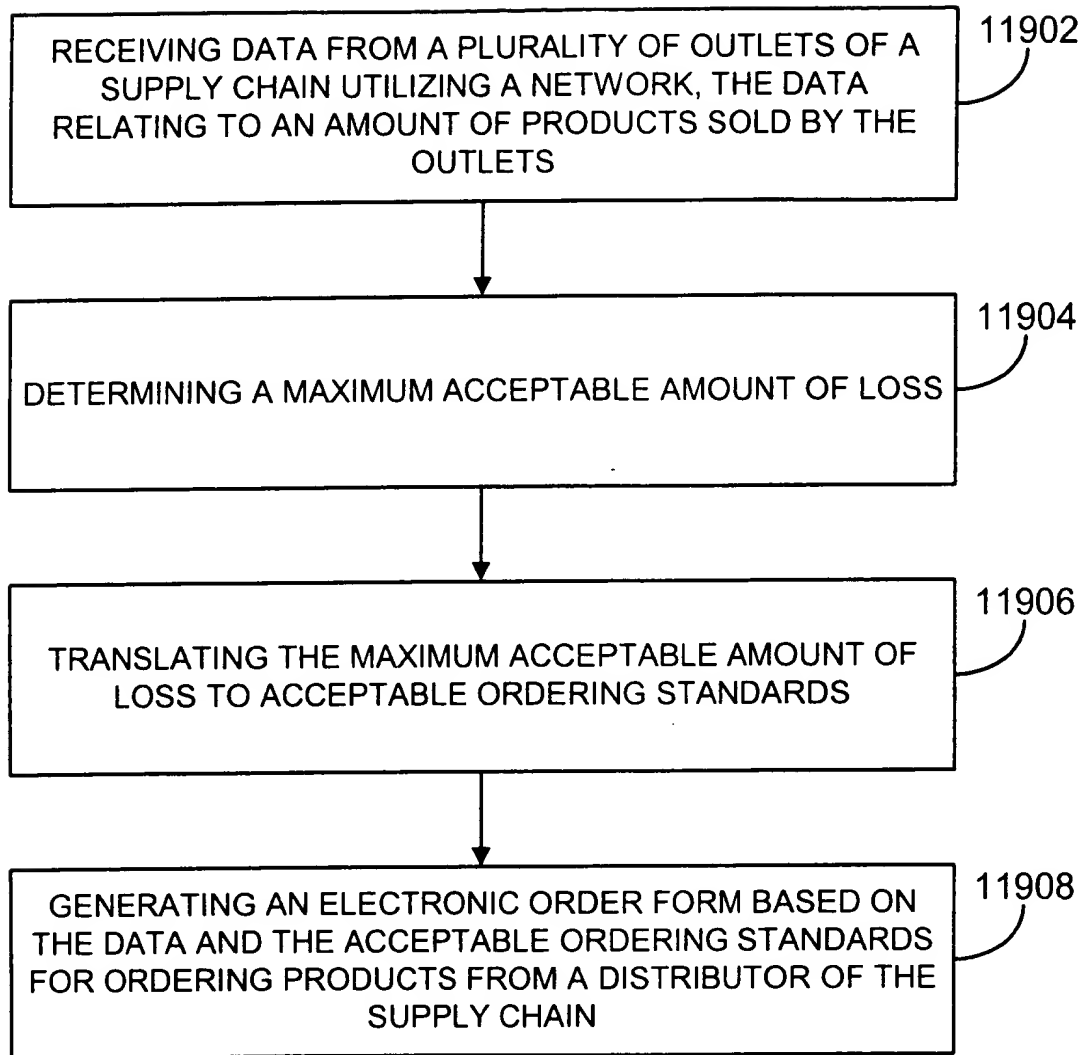 RECEIVING DATA FROM A PLURALITY OF OUTLETS OF A
SUPPLY CHAIN UTILIZING A NETWORK, THE DATA
RELATING TO AN AMOUNT OF PRODUCTS SOLD BY THE
OUTLETS
11902
DETERMINING A MAXIMUM ACCEPTABLE AMOUNT OF LOSS
11904
TRANSLATING THE MAXIMUM ACCEPTABLE AMOUNT OF
LOSS TO ACCEPTABLE ORDERING STANDARDS
11906
GENERATING AN ELECTRONIC ORDER FORM BASED ON
THE DATA AND THE ACCEPTABLE ORDERING STANDARDS
FOR ORDERING PRODUCTS FROM A DISTRIBUTOR OF THE
SUPPLY CHAIN
11908